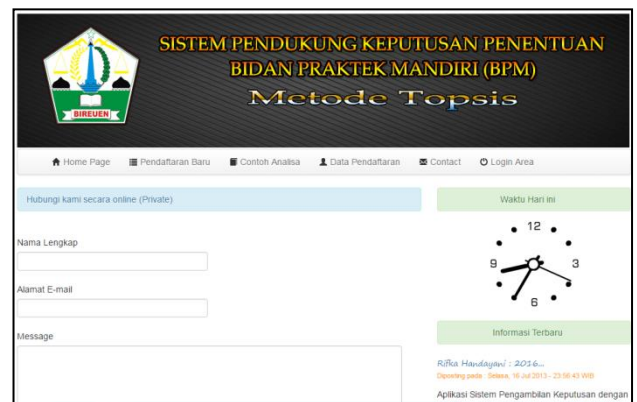 SISTEM PENDUKUNG KEPUTUSAN PENENTUAN
BIDAN PRAKTEK MANDIRI (BPM)
Metode Topsis
BIREUEN
Home Page Pendaftaran Baru Contoh Analisa Data Pendaftaran Contact Login Area
Hubungi kami secara online (Private)
Nama Lengkap
Alamat E-mail
Message
Waktu Hari ini
12
9 3
6
Informasi Terbaru
Rifka Handayani : 2016...
Diposting pada : Selasa, 16 Jul 2013 - 23:56:43 WIB
Aplikasi Sistem Pengambilan Keputusan dengan